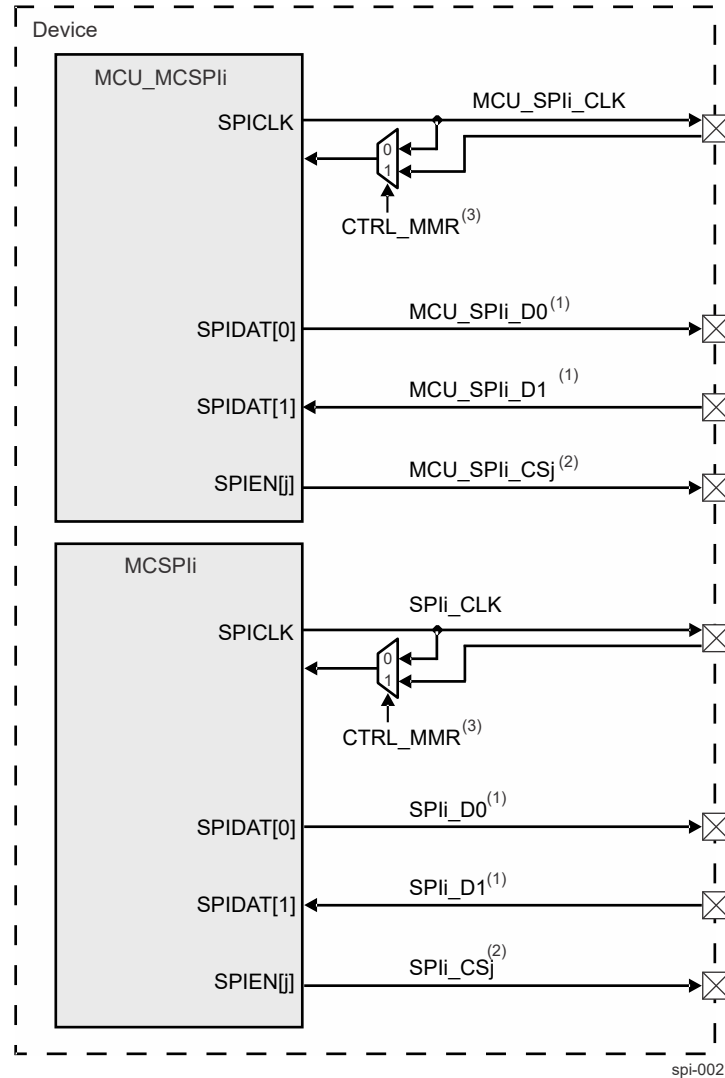 Device
MCU_MCSPIi
SPICLK
MCU_SPIi_CLK
0
1
CTRL_MMR(3)
SPIDAT[0]
MCU_SPIi_D0(1)
SPIDAT[1]
MCU_SPIi_D1 (1)
SPIEN[j]
MCU_SPIi_CSj(2)
MCSPIi
SPICLK
SPIi_CLK
0
1
CTRL_MMR(3)
SPIDAT[0]
SPIi_D0(1)
SPIDAT[1]
SPIi_D1(1)
SPIEN[j]
SPIi_CSj(2)
spi-002